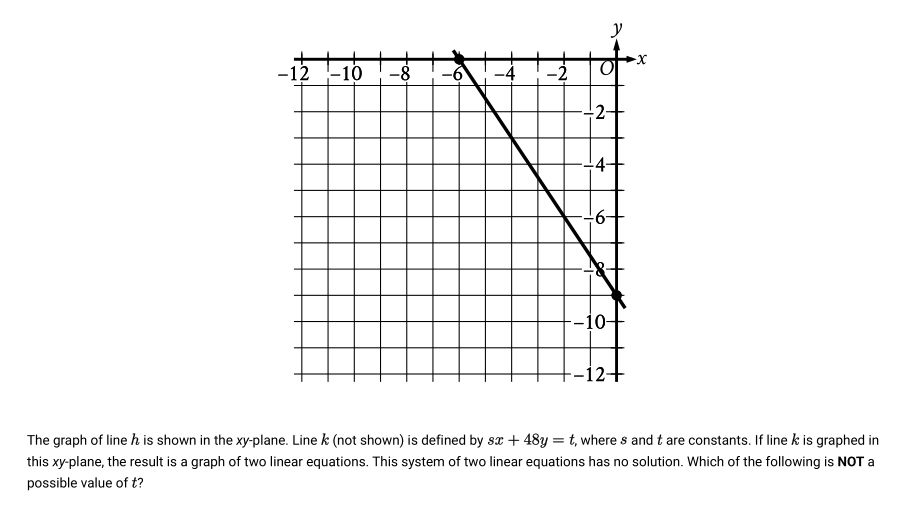 y
x
O
−12 −10 −8 −6 −4 −2
−2
−4
−6
−8
−10
−12
The graph of line h is shown in the xy-plane. Line k (not shown) is defined by sx + 48y = t, where s and t are constants. If line k is graphed in
this xy-plane, the result is a graph of two linear equations. This system of two linear equations has no solution. Which of the following is NOT a
possible value of t?